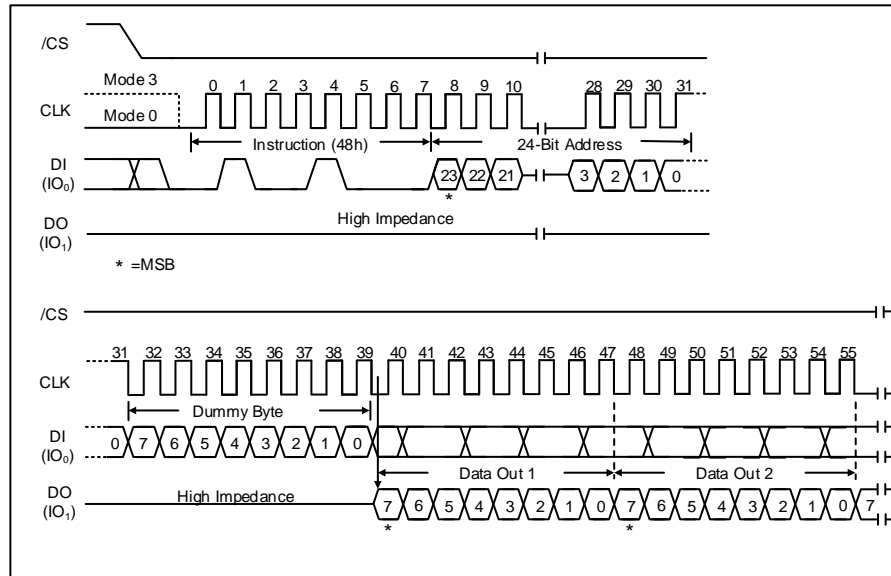 /CS
Mode 3
0 1 2 3 4 5 6 7 8 9 10 28 29 30 31
CLK
Mode 0
Instruction (48h) 24-Bit Address
DI
(IO₀)
23 22 21 3 2 1 0
*
High Impedance
DO
(IO₁)
* =MSB
/CS
31 32 33 34 35 36 37 38 39 40 41 42 43 44 45 46 47 48 49 50 51 52 53 54 55
CLK
Dummy Byte
DI
(IO₀)
0 7 6 5 4 3 2 1 0
Data Out 1 Data Out 2
DO
(IO₁)
High Impedance
7 6 5 4 3 2 1 0 7 6 5 4 3 2 1 0 7
* *